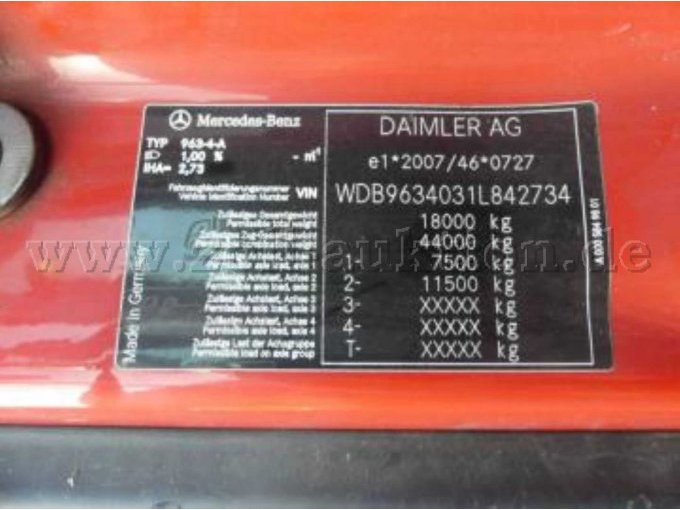 Mercedes-Benz
TYP 963-4-A
1,00 % - m⁻¹
IHA= 2,73
DAIMLER AG
e1*2007/46*0727
Fahrzeugidentifizierungsnummer
Vehicle Identification Number VIN WDB9634031L842734
Zulässiges Gesamtgewicht
Permissible total weight 18000 kg
Zulässiges Zug-Gesamtgewicht
Permissible combination weight 44000 kg
Zulässige Achslast, Achse 1
Permissible axle load, axle 1 1- 7500 kg
Zulässige Achslast, Achse 2
Permissible axle load, axle 2 2- 11500 kg
Zulässige Achslast, Achse 3
Permissible axle load, axle 3 3- XXXXX kg
Zulässige Achslast, Achse 4
Permissible axle load, axle 4 4- XXXXX kg
Zulässige Last der Achsgruppe
Permissible load on axle group T- XXXXX kg
Made in Germany